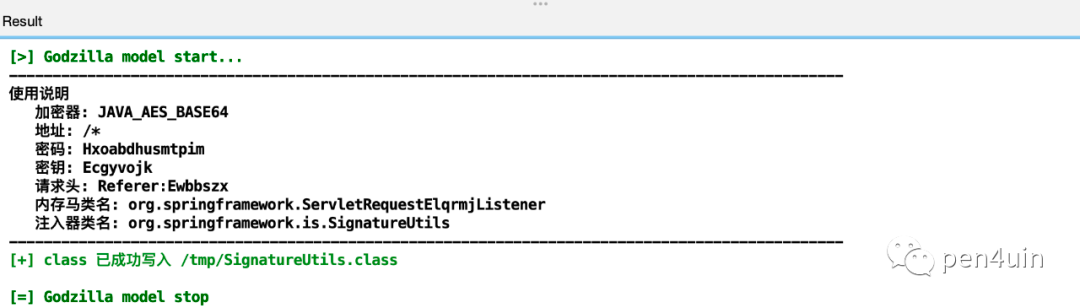 Result
[>] Godzilla model start...
使用说明
加密器: JAVA_AES_BASE64
地址: /*
密码: Hxoabdhusmtpim
密钥: Ecgyvojk
请求头: Referer:Ewbbszx
内存马类名: org.springframework.ServletRequestElqrmjListener
注入器类名: org.springframework.is.SignatureUtils
[+] class 已成功写入 /tmp/SignatureUtils.class
pen4uin
[=] Godzilla model stop